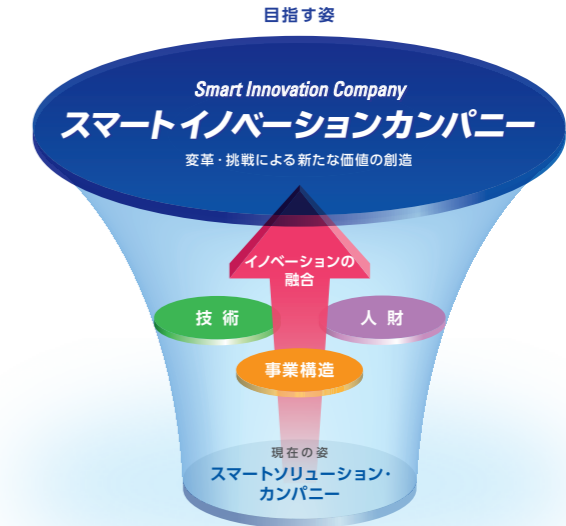 目指す姿
Smart Innovation Company
スマートイノベーションカンパニー
変革・挑戦による新たな価値の創造
イノベーションの
融合
技術
人財
事業構造
現在の姿
スマートソリューション・
カンパニー